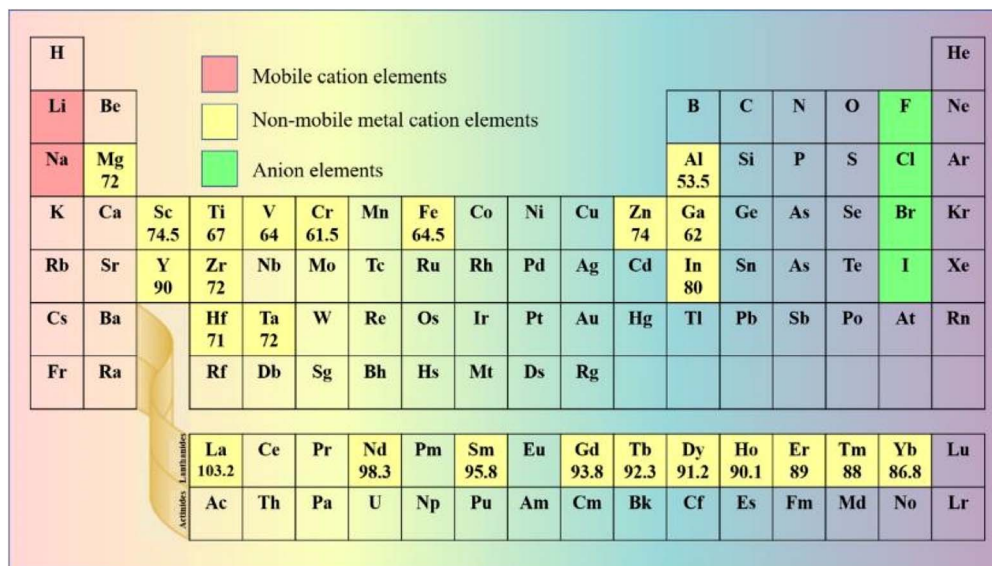 H He
Mobile cation elements
Li Be B C N O F Ne
Non-mobile metal cation elements
Na Mg Al Si P S Cl Ar
72 53.5
Anion elements
K Ca Sc Ti V Cr Mn Fe Co Ni Cu Zn Ga Ge As Se Br Kr
74.5 67 64 61.5 64.5 74 62
Rb Sr Y Zr Nb Mo Tc Ru Rh Pd Ag Cd In Sn As Te I Xe
90 72 80
Cs Ba Hf Ta W Re Os Ir Pt Au Hg Tl Pb Sb Po At Rn
71 72
Fr Ra Rf Db Sg Bh Hs Mt Ds Rg
Lanthanides
La Ce Pr Nd Pm Sm Eu Gd Tb Dy Ho Er Tm Yb Lu
103.2 98.3 95.8 93.8 92.3 91.2 90.1 89 88 86.8
Actinides
Ac Th Pa U Np Pu Am Cm Bk Cf Es Fm Md No Lr